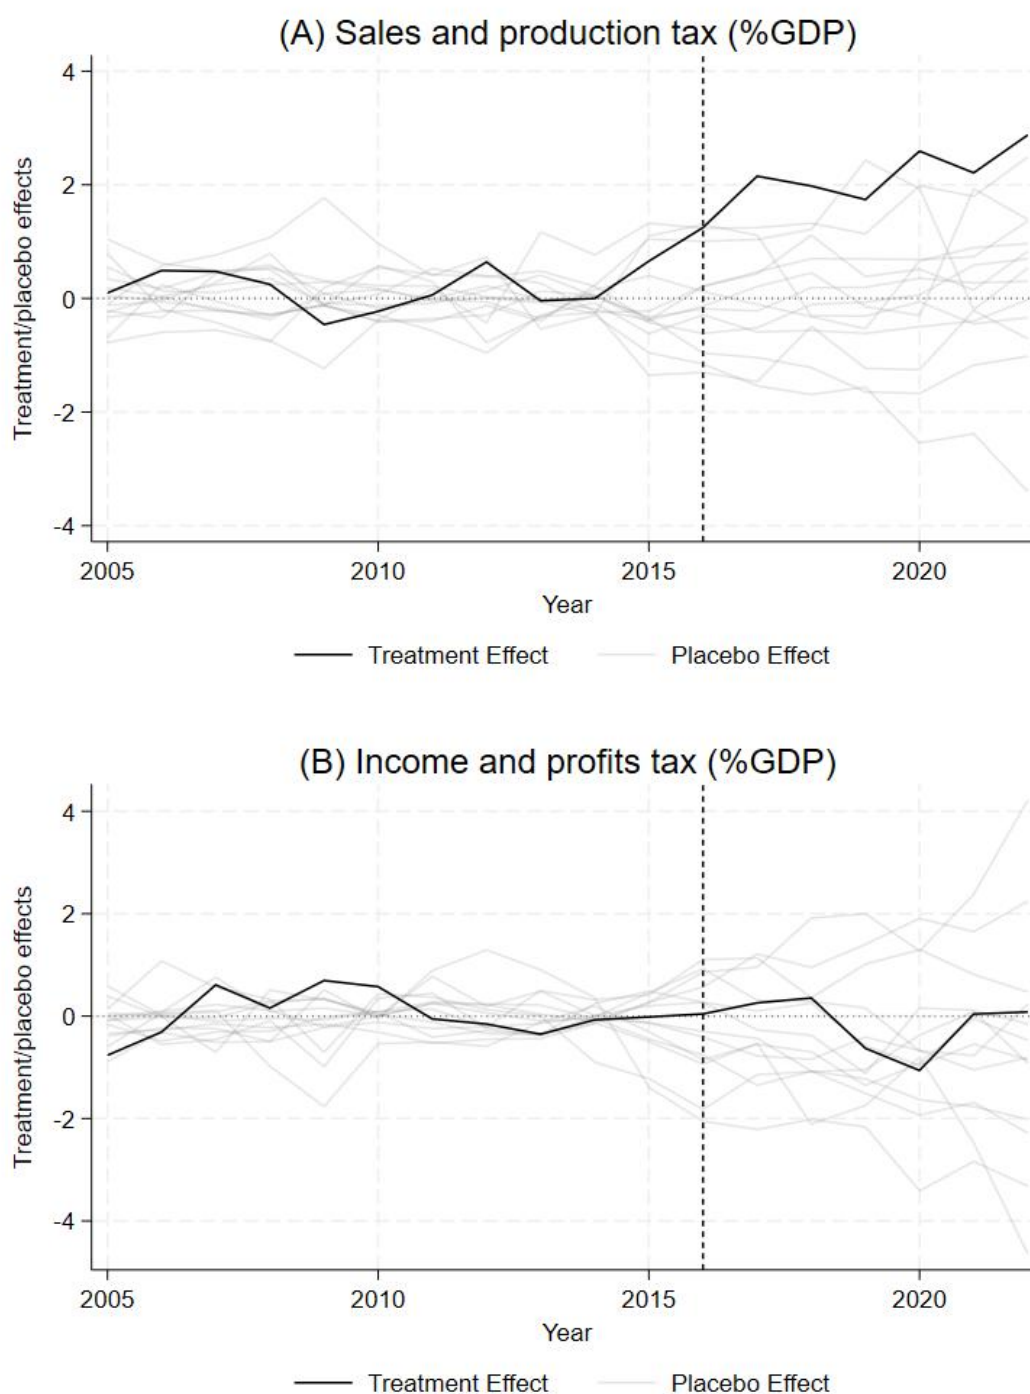 (A) Sales and production tax (%GDP)
Treatment/placebo effects
4
2
0
-2
-4
2005 2010 2015 2020
Year
Treatment Effect Placebo Effect
(B) Income and profits tax (%GDP)
Treatment/placebo effects
4
2
0
-2
-4
2005 2010 2015 2020
Year
Treatment Effect Placebo Effect